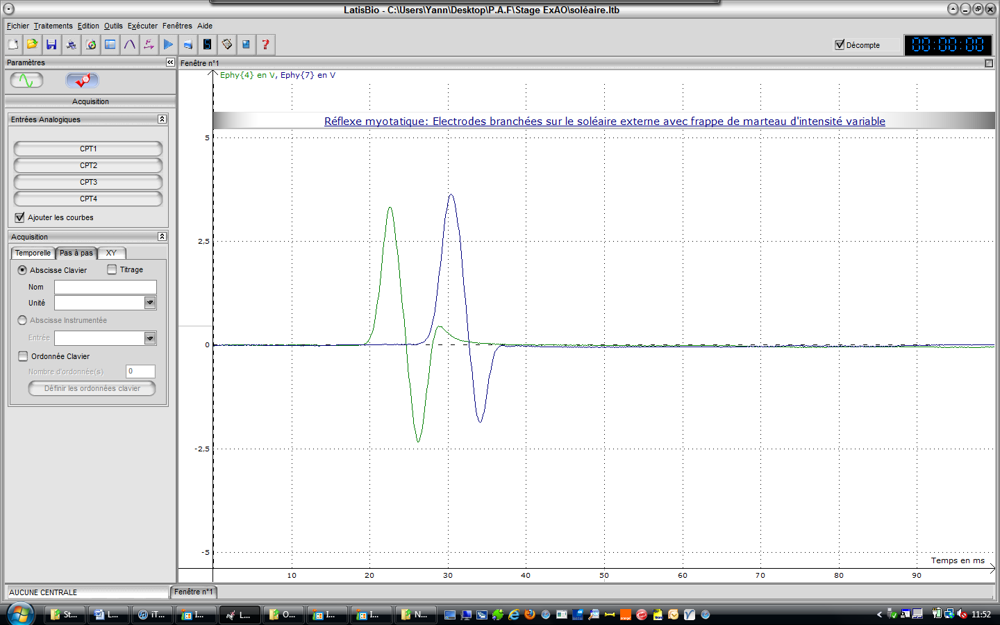 LatisBio - C:\Users\Yann\Desktop\P.A.F\Stage ExAO\soléaire.ltb
Fichier Traitements Edition Outils Exécuter Fenêtres Aide
Décompte
00:00:00
Paramètres
Fenêtre n°1
Acquisition
Entrées Analogiques
CPT1
CPT2
CPT3
CPT4
Ajouter les courbes
Acquisition
Temporelle Pas à pas XY
Abscisse Clavier Titrage
Nom
Unité
Abscisse Instrumentée
Entrée
Ordonnée Clavier
Nombre d'ordonnée(s) 0
Définir les ordonnées clavier
Ephy{4} en V, Ephy{7} en V
Réflexe myotatique: Electrodes branchées sur le soléaire externe avec frappe de marteau d'intensité variable
5
2,5
0
-2,5
-5
Temps en ms
10 20 30 40 50 60 70 80 90
AUCUNE CENTRALE
Fenêtre n°1
St... L... iT... I... L... O... I... I... N...
11:52